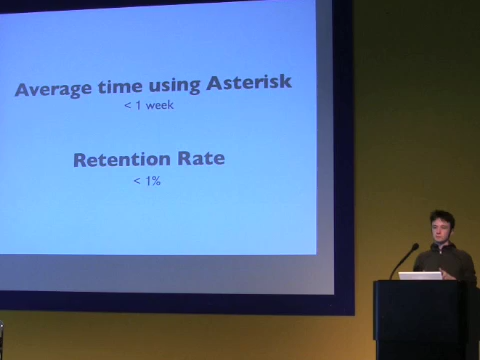 Average time using Asterisk
< 1 week
Retention Rate
< 1%